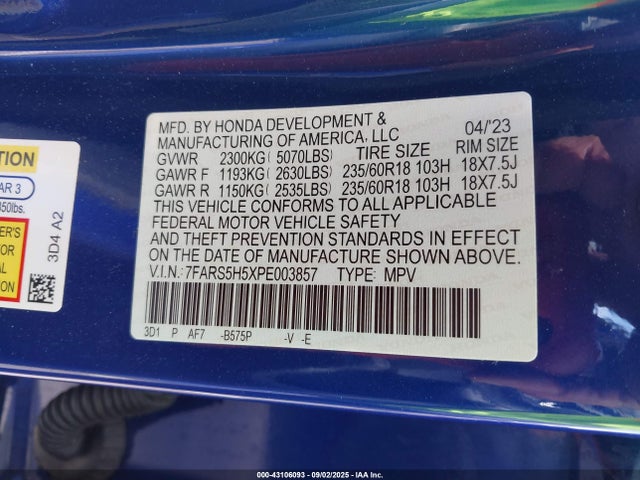 MFD. BY HONDA DEVELOPMENT &
MANUFACTURING OF AMERICA, LLC 04/'23
GVWR 2300KG(5070LBS) TIRE SIZE RIM SIZE
GAWR F 1193KG(2630LBS) 235/60R18 103H 18X7.5J
GAWR R 1150KG(2535LBS) 235/60R18 103H 18X7.5J
THIS VEHICLE CONFORMS TO ALL APPLICABLE
FEDERAL MOTOR VEHICLE SAFETY
AND THEFT PREVENTION STANDARDS IN EFFECT
ON THE DATE OF MANUFACTURE SHOWN ABOVE.
V.I.N.: 7FARS5H5XPE003857 TYPE: MPV
3D1 P AF7 -B575P -V -E
TION
AR 3
3D4 A2
000-43106093 - 09/02/2025 - IAA Inc.